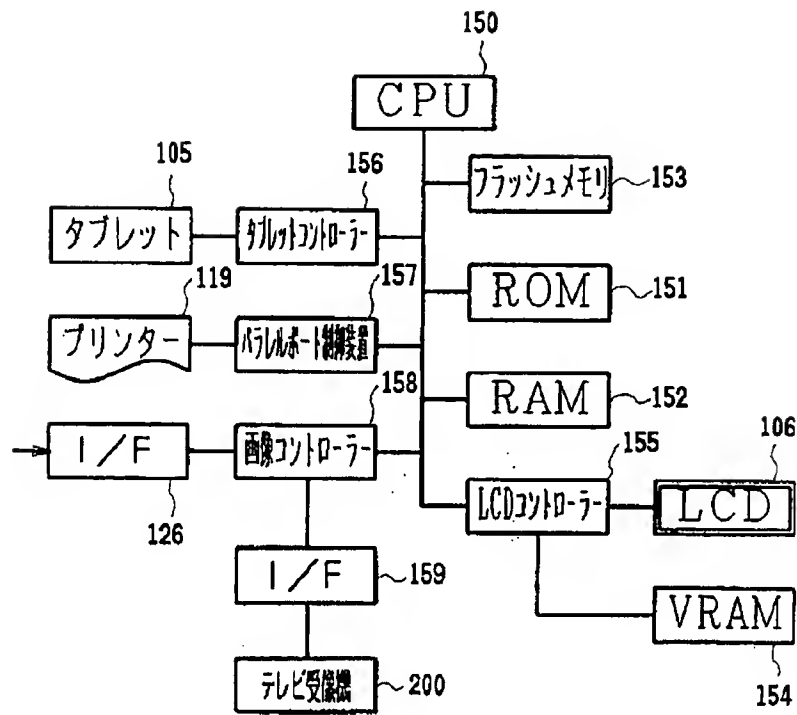 150
CPU
105
156
フラッシュメモリ
153
タブレット
タブレットコントローラー
119
157
ROM
151
プリンター
パラレルポート制御装置
158
RAM
152
I/F
画像コントローラー
155
106
126
LCDコントローラー
LCD
I/F
159
VRAM
154
テレビ受像機
200